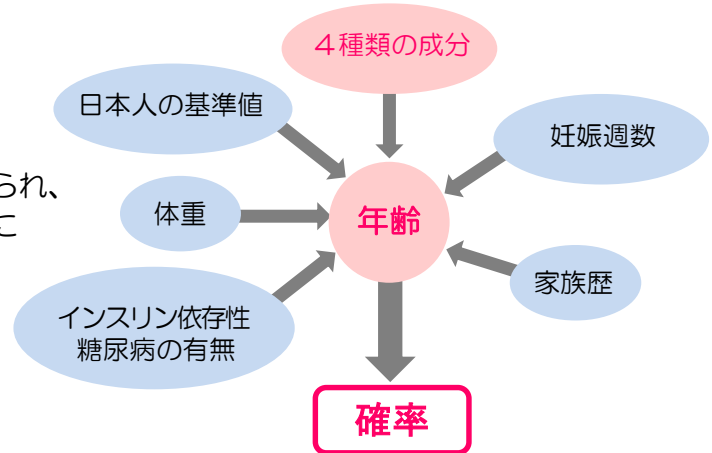 ４種類の成分
日本人の基準値
妊娠週数
られ、
体重
年齢
に
家族歴
インスリン依存性
糖尿病の有無
確率